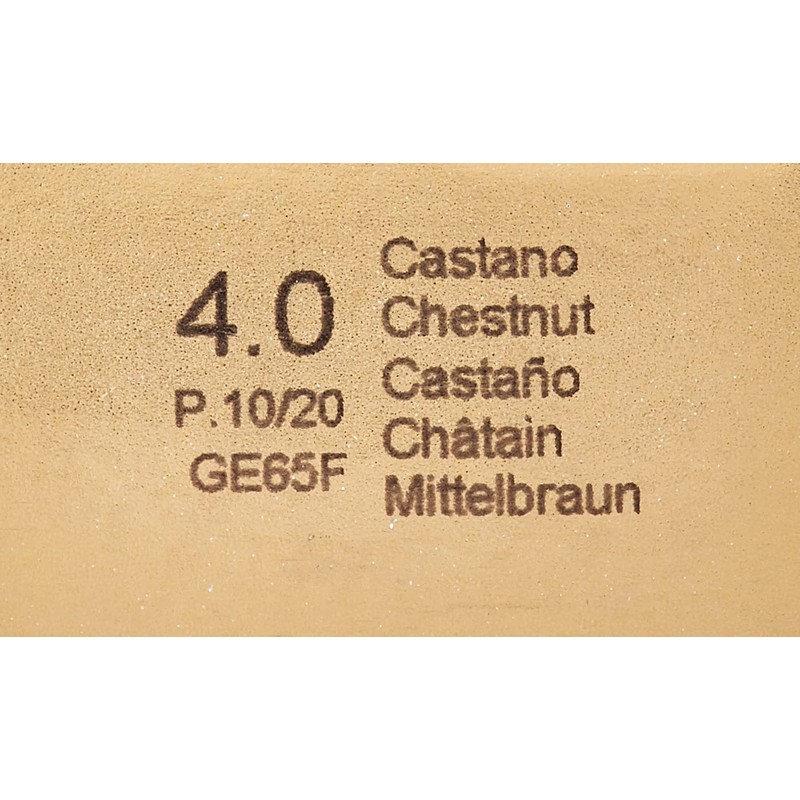 4.0
P.10/20
GE65F
Castano
Chestnut
Castaño
Châtain
Mittelbraun